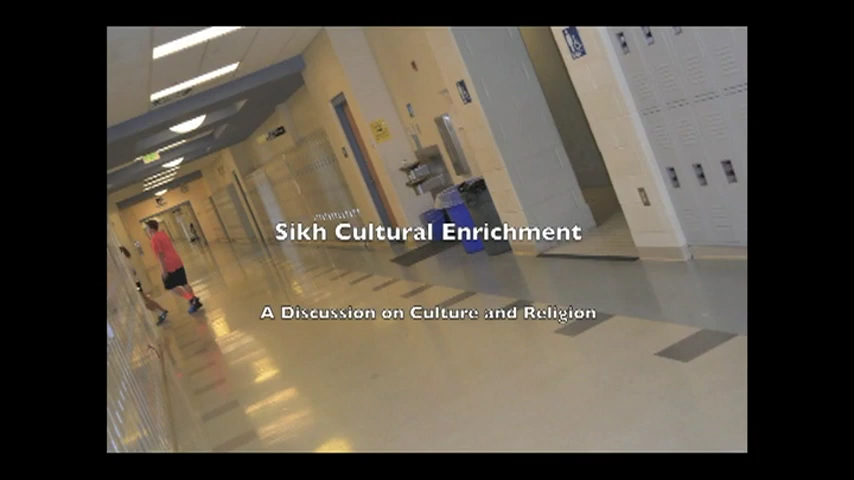 Sikh Cultural Enrichment
A Discussion on Culture and Religion